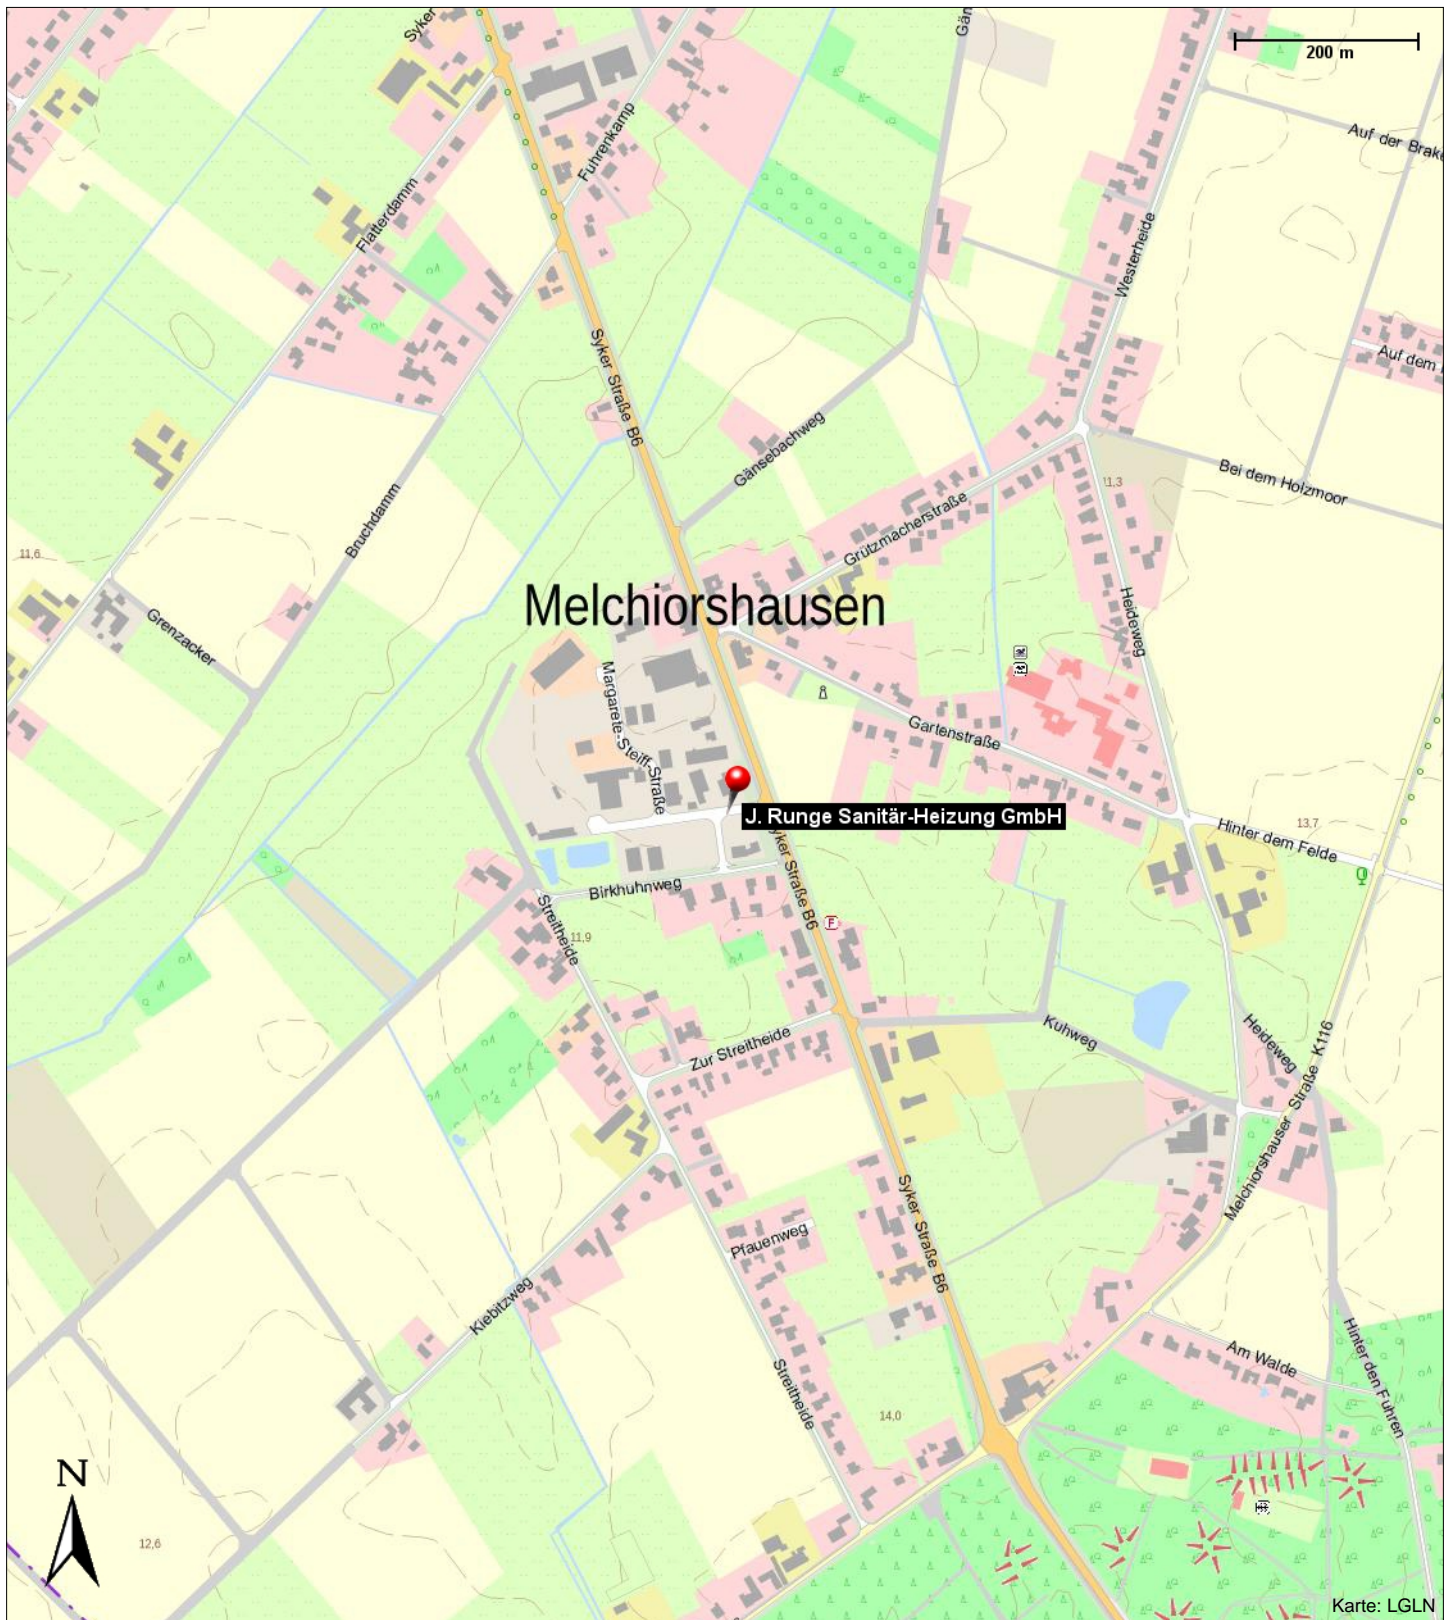 Syker
Gän
200 m
Fuhrenkamp
Auf der Brake
Flatterdamm
Westerheide
Syker Straße B6
Auf dem
Gänsebachweg
Bei dem Holzmoor
11,3
Bruchdamm
Grützmacherstraße
11,6
Melchiorshausen
Heideweg
Grenzacker
Margarete-Steiff-Straße
Gartenstraße
J. Runge Sanitär-Heizung GmbH
Hinter dem Felde
13,7
Syker Straße B6
Birkhuhnweg
F
Streitheide
11,9
Kuhweg
Heideweg
Zur Streitheide
Melchiorshauser Straße K116
Syker Straße B6
Pfauenweg
Kiebitzweg
Am Walde
Hinter den Fuhren
Streitheide
14,0
N
12,6
Karte: LGLN